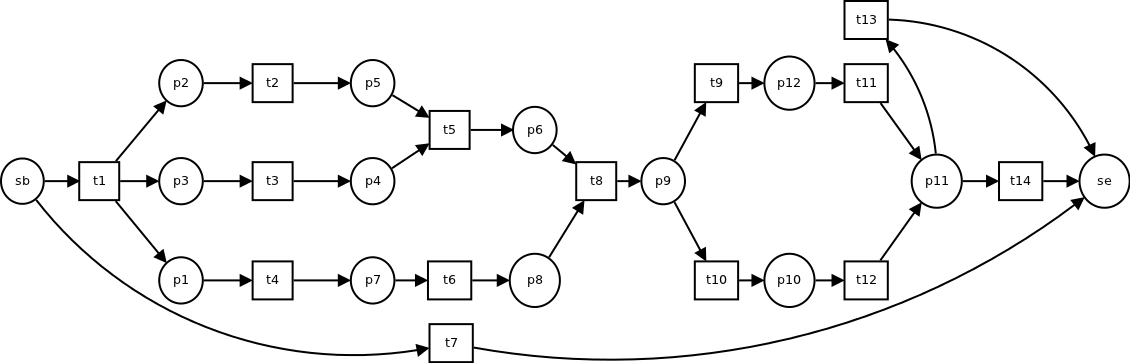 t13
p2 t2 p5 t9 p12 t11
t5 p6
sb t1 p3 t3 p4 t8 p9 p11 t14 se
p1 t4 p7 t6 p8 t10 p10 t12
t7